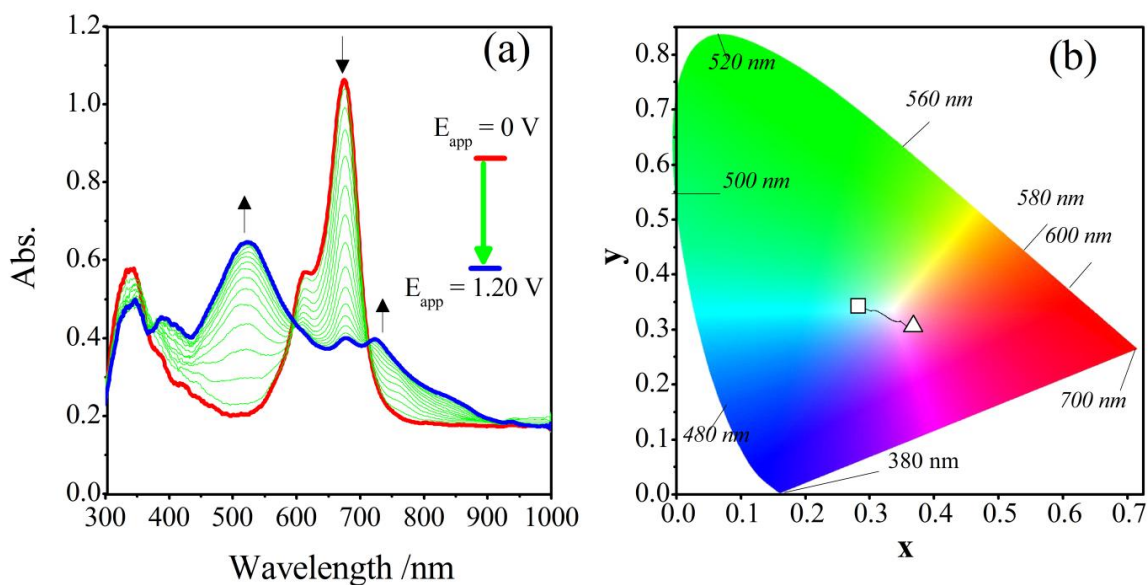 (a)
1.2
1.0
0.8
0.6
0.4
0.2
0.0
Abs.
E_app = 0 V
E_app = 1.20 V
300 400 500 600 700 800 900 1000
Wavelength /nm
(b)
0.8
0.7
0.6
0.5
0.4
0.3
0.2
0.1
0.0
y
520 nm
560 nm
500 nm
580 nm
600 nm
700 nm
480 nm
380 nm
0.0 0.1 0.2 0.3 0.4 0.5 0.6 0.7
x